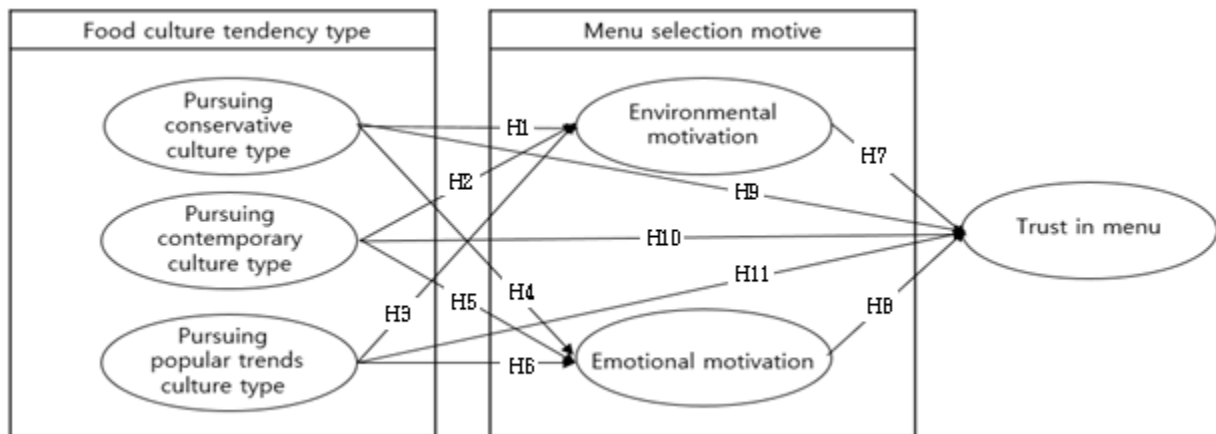 Food culture tendency type
Menu selection motive
Pursuing
conservative
culture type
Environmental
motivation
H1
H7
H2
H9
Pursuing
contemporary
culture type
Trust in menu
H10
H11
H4
H5
H3
H8
Pursuing
popular trends
culture type
Emotional motivation
H6